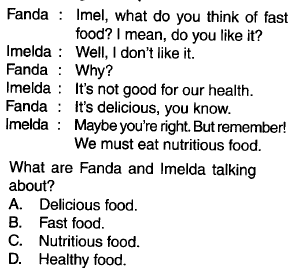 Fanda : Imel, what do you think of fast
food? I mean, do you like it?
Imelda : Well, I don't like it.
Fanda : Why?
Imelda : It's not good for our health.
Fanda : It's delicious, you know.
Imelda : Maybe you're right. But remember!
We must eat nutritious food.
What are Fanda and Imelda talking
about?
A. Delicious food.
B. Fast food.
C. Nutritious food.
D. Healthy food.